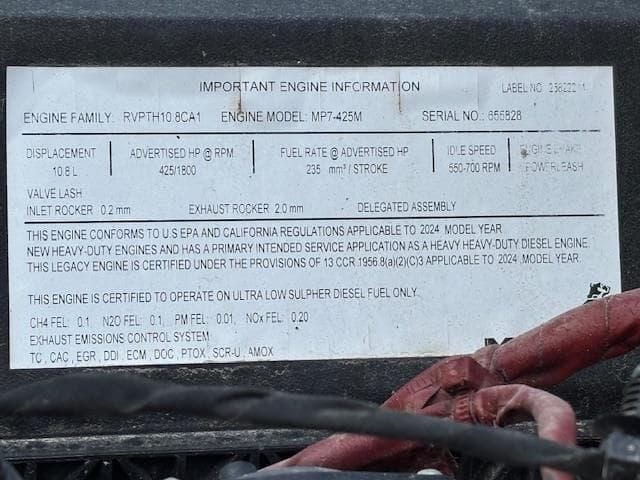 IMPORTANT ENGINE INFORMATION LABEL NO.
ENGINE FAMILY: RVPTH10.8CA1 ENGINE MODEL: MP7-425M SERIAL NO.: 656828
DISPLACEMENT ADVERTISED HP @ RPM FUEL RATE @ ADVERTISED HP IDLE SPEED ENGINE BRAKE
10.8 L 425/1800 235 mm³ / STROKE 550-700 RPM POWERLEASH
VALVE LASH
INLET ROCKER 0.2 mm EXHAUST ROCKER 2.0 mm DELEGATED ASSEMBLY
THIS ENGINE CONFORMS TO U.S EPA AND CALIFORNIA REGULATIONS APPLICABLE TO 2024 MODEL YEAR
NEW HEAVY-DUTY ENGINES AND HAS A PRIMARY INTENDED SERVICE APPLICATION AS A HEAVY HEAVY-DUTY DIESEL ENGINE.
THIS LEGACY ENGINE IS CERTIFIED UNDER THE PROVISIONS OF 13 CCR 1956.8(a)(2)(C)3 APPLICABLE TO 2024 MODEL YEAR.
THIS ENGINE IS CERTIFIED TO OPERATE ON ULTRA LOW SULPHER DIESEL FUEL ONLY.
CH4 FEL: 0.1, N2O FEL: 0.1, PM FEL: 0.01, NOx FEL: 0.20
EXHAUST EMISSIONS CONTROL SYSTEM:
TC , CAC , EGR , DDI , ECM , DOC , PTOX , SCR-U , AMOX